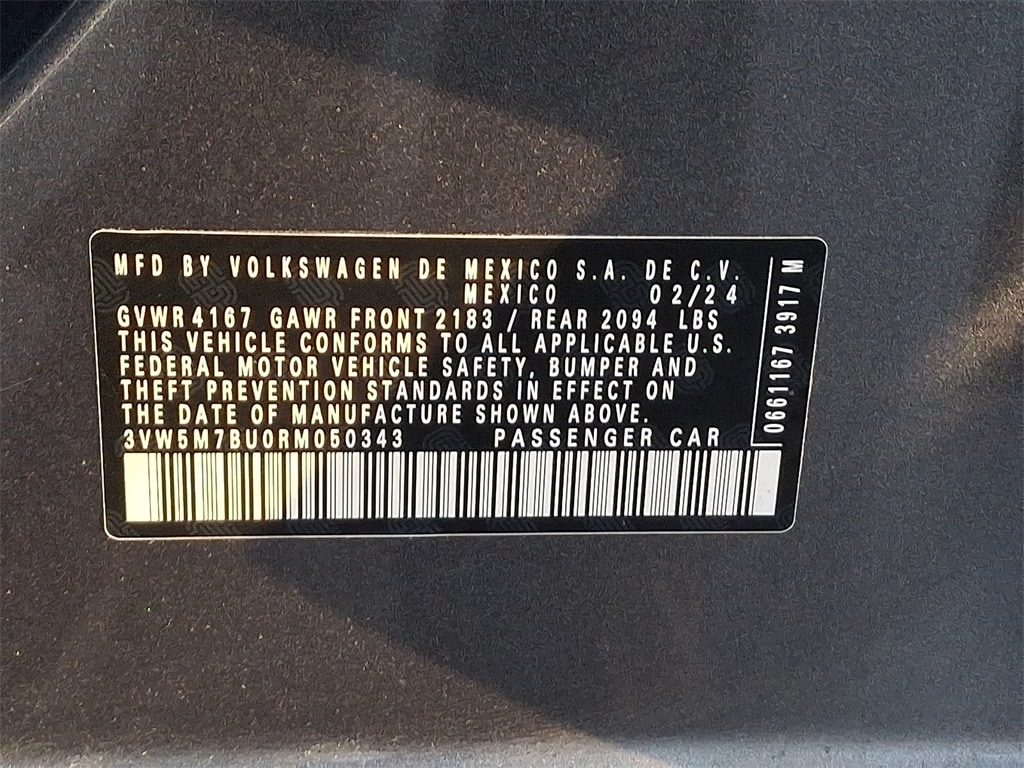 MFD BY VOLKSWAGEN DE MEXICO S.A. DE C.V.
MEXICO 02/24
GVWR 4167 GAWR FRONT 2183 / REAR 2094 LBS
THIS VEHICLE CONFORMS TO ALL APPLICABLE U.S.
FEDERAL MOTOR VEHICLE SAFETY, BUMPER AND
THEFT PREVENTION STANDARDS IN EFFECT ON
THE DATE OF MANUFACTURE SHOWN ABOVE.
3VW5M7BU0RM050343 PASSENGER CAR
0661167 3917 M